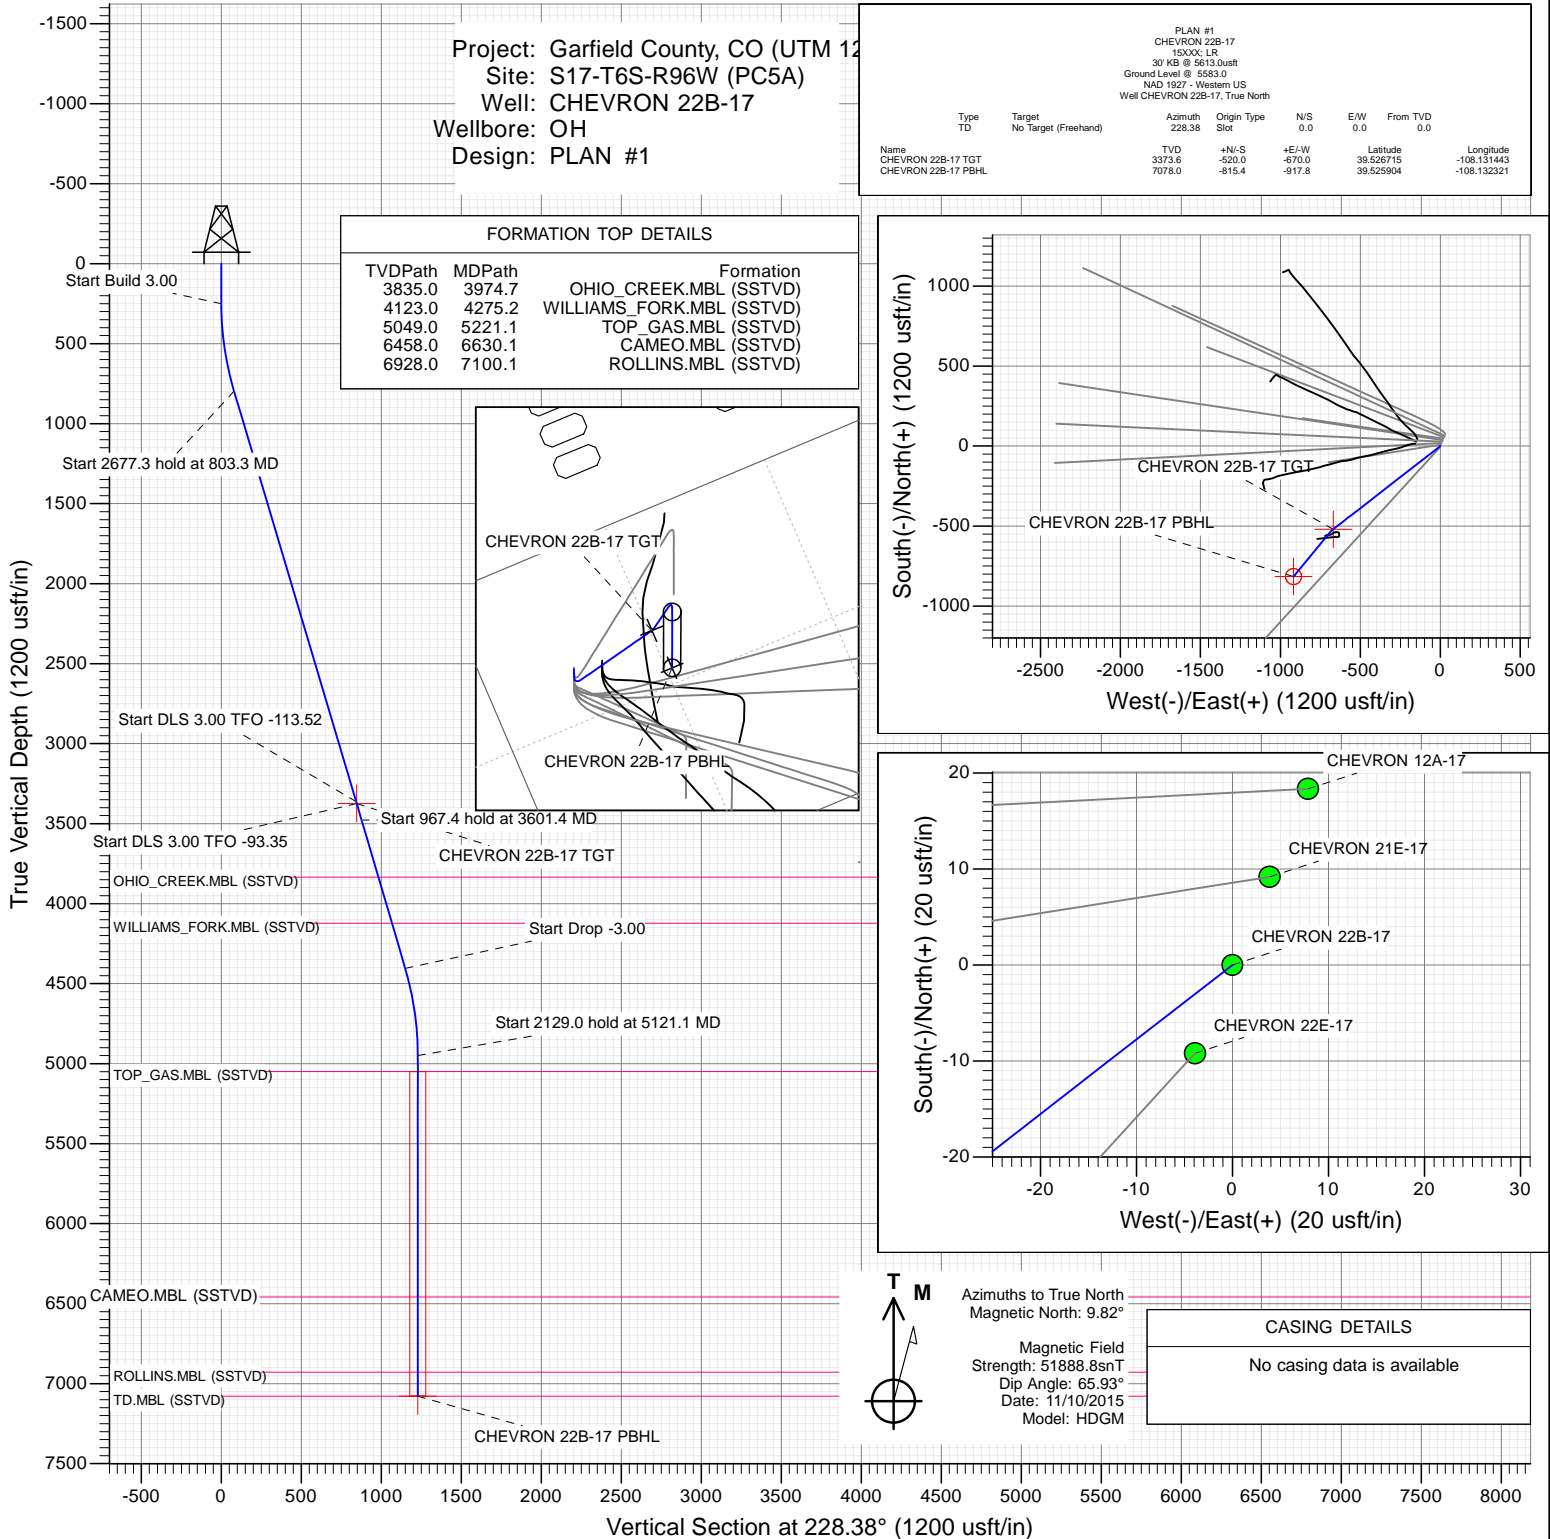 Project: Garfield County, CO (UTM 12
Site: S17-T6S-R96W (PC5A)
Well: CHEVRON 22B-17
Wellbore: OH
Design: PLAN #1
PLAN #1
CHEVRON 22B-17
15XXX; LR
30' KB @ 5613.0usft
Ground Level @ 5583.0
NAD 1927 - Western US
Well CHEVRON 22B-17, True North
Type Target Azimuth Origin Type N/S E/W From TVD
TD No Target (Freehand) 228.38 Slot 0.0 0.0 0.0
Name TVD +N/-S +E/-W Latitude Longitude
CHEVRON 22B-17 TGT 3373.6 -520.0 -670.0 39.526715 -108.131443
CHEVRON 22B-17 PBHL 7078.0 -815.4 -917.8 39.525904 -108.132321
FORMATION TOP DETAILS
TVDPath MDPath Formation
3835.0 3974.7 OHIO_CREEK.MBL (SSTVD)
4123.0 4275.2 WILLIAMS_FORK.MBL (SSTVD)
5049.0 5221.1 TOP_GAS.MBL (SSTVD)
6458.0 6630.1 CAMEO.MBL (SSTVD)
6928.0 7100.1 ROLLINS.MBL (SSTVD)
True Vertical Depth (1200 usft/in)
-1500
-1000
-500
0
500
1000
1500
2000
2500
3000
3500
4000
4500
5000
5500
6000
6500
7000
7500
Start Build 3.00
Start 2677.3 hold at 803.3 MD
Start DLS 3.00 TFO -113.52
Start DLS 3.00 TFO -93.35
Start 967.4 hold at 3601.4 MD
CHEVRON 22B-17 TGT
OHIO_CREEK.MBL (SSTVD)
WILLIAMS_FORK.MBL (SSTVD)
Start Drop -3.00
Start 2129.0 hold at 5121.1 MD
TOP_GAS.MBL (SSTVD)
CAMEO.MBL (SSTVD)
ROLLINS.MBL (SSTVD)
TD.MBL (SSTVD)
CHEVRON 22B-17 PBHL
-500 0 500 1000 1500 2000 2500 3000 3500 4000 4500 5000 5500 6000 6500 7000 7500 8000
Vertical Section at 228.38° (1200 usft/in)
CHEVRON 22B-17 TGT
CHEVRON 22B-17 PBHL
South(-)/North(+) (1200 usft/in)
1000
500
0
-500
-1000
CHEVRON 22B-17 TGT
CHEVRON 22B-17 PBHL
-2500 -2000 -1500 -1000 -500 0 500
West(-)/East(+) (1200 usft/in)
South(-)/North(+) (20 usft/in)
20
10
0
-10
-20
CHEVRON 12A-17
CHEVRON 21E-17
CHEVRON 22B-17
CHEVRON 22E-17
-20 -10 0 10 20 30
West(-)/East(+) (20 usft/in)
T
M
Azimuths to True North
Magnetic North: 9.82°
Magnetic Field
Strength: 51888.8snT
Dip Angle: 65.93°
Date: 11/10/2015
Model: HDGM
CASING DETAILS
No casing data is available